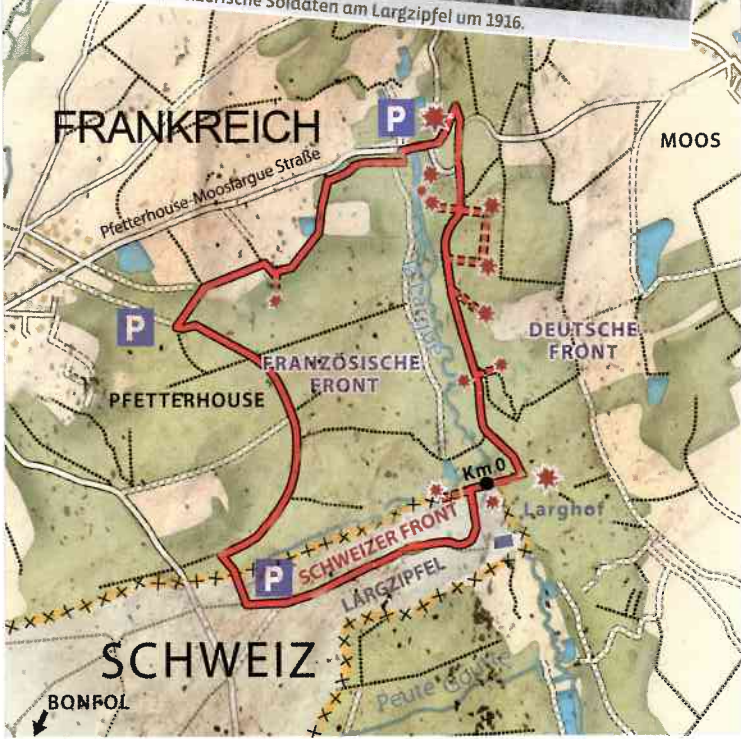 Soldaten am Largzipfel um 1916.
FRANKREICH
P
MOOS
Pfetterhouse-Mooslargue Straße
P
DEUTSCHE
FRONT
FRANZÖSISCHE
FRONT
PFETTERHOUSE
Km 0
Larghof
SCHWEIZER FRONT
P
LARGZIPFEL
SCHWEIZ
BONFOL
Peute